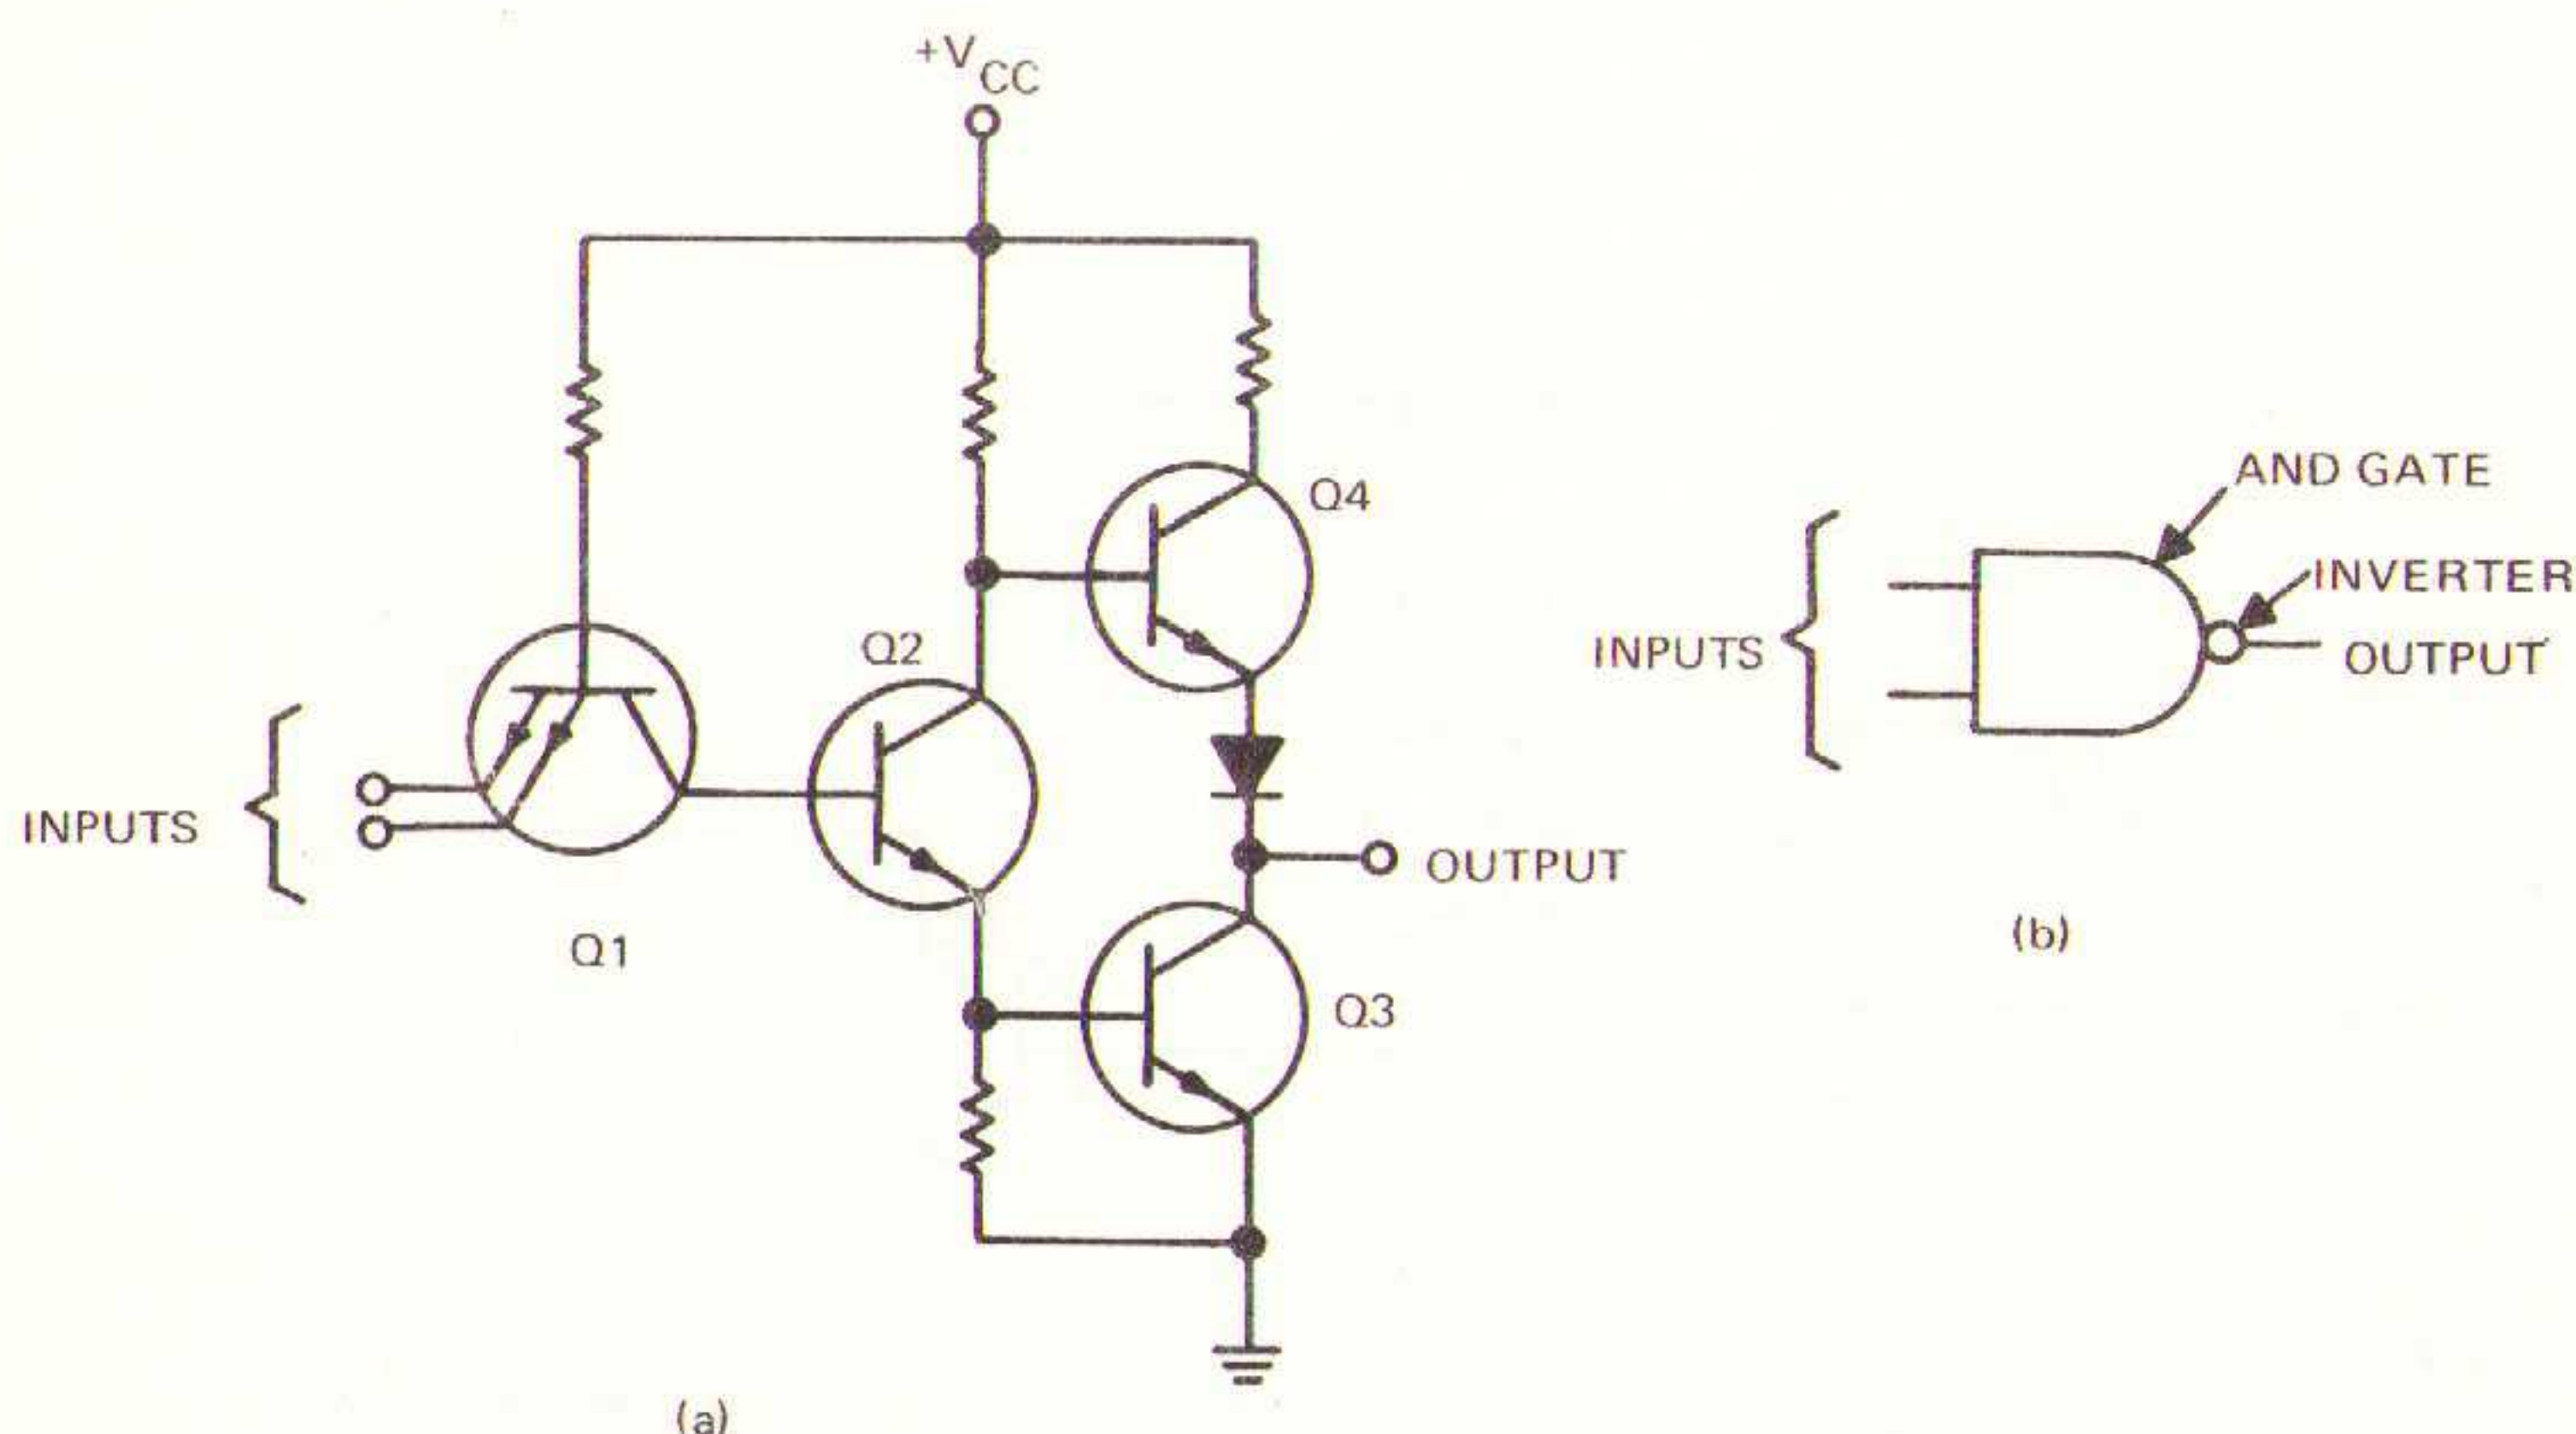 +VCC
Q4
AND GATE
INVERTER
INPUTS
OUTPUT
Q2
INPUTS
OUTPUT
Q1
Q3
(b)
(a)